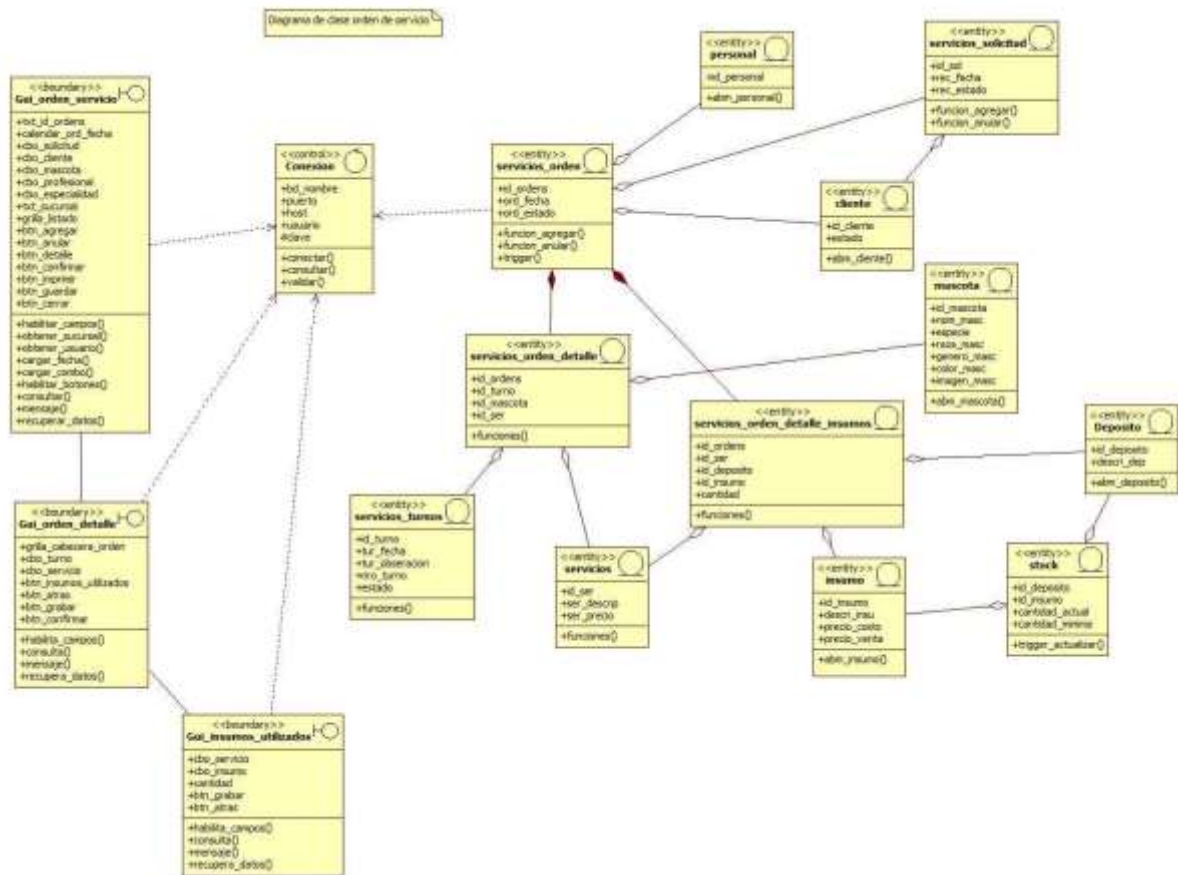 Diagrama de clase orden de servicio
<<boundary>>
Gui_orden_servicio
+txt_id_ordens
+calendar_ord_fecha
+cbo_solicitud
+cbo_cliente
+cbo_mascota
+cbo_profesional
+cbo_especialidad
+txt_sucursal
+grilla_listado
+btn_agregar
+btn_anular
+btn_detalle
+btn_confirmar
+btn_imprimir
+btn_guardar
+btn_cerrar
+habilitar_campos()
+obtener_sucursal()
+obtener_usuario()
+cargar_fecha()
+cargar_combo()
+habilitar_botones()
+consultar()
+mensaje()
+recuperar_datos()
<<control>>
Conexion
+bd_nombre
+puerto
+host
+usuario
#clave
+conectar()
+consultar()
+validar()
<<entity>>
servicios_orden
+id_ordens
+ord_fecha
+ord_estado
+funcion_agregar()
+funcion_anular()
+trigger()
<<entity>>
personal
+abm_personal()
<<entity>>
servicios_solicitud
+id_sol
+rec_fecha
+rec_estado
+funcion_agregar()
+funcion_anular()
<<entity>>
cliente
+id_cliente
+estado
+abm_cliente()
<<entity>>
mascota
+id_mascota
+nom_masc
+especie
+raza_masc
+genero_masc
+color_masc
+imagen_masc
+abm_mascota()
<<entity>>
servicios_orden_detalle
+id_ordens
+id_turno
+id_mascota
+id_ser
+funciones()
<<entity>>
servicios_orden_detalle_insumos
+id_ordens
+id_ser
+id_deposito
+id_insumo
+cantidad
+funciones()
<<entity>>
Deposito
+id_deposito
+descri_dep
+abm_deposito()
<<boundary>>
Gui_orden_detalle
+grilla_cabecera_orden
+cbo_turno
+cbo_servicio
+btn_insumos_utilizados
+btn_atras
+btn_grabar
+btn_confirmar
+habilita_campos()
+consulta()
+mensaje()
+recupera_datos()
<<entity>>
servicios_turnos
+id_turno
+tur_fecha
+tur_obseracion
+nro_turno
+estado
+funciones()
<<entity>>
servicios
+id_ser
+ser_descrip
+ser_precio
+funciones()
<<entity>>
insumo
+id_insumo
+descri_insu
+precio_costo
+precio_venta
+abm_insumo()
<<entity>>
stock
+id_deposito
+id_insumo
+cantidad_actual
+cantidad_minima
+trigger_actualizar()
<<boundary>>
Gui_insumos_utilizados
+cbo_servicio
+cbo_insumo
+cantidad
+btn_grabar
+btn_atras
+habilita_campos()
+consulta()
+mensaje()
+recupera_datos()